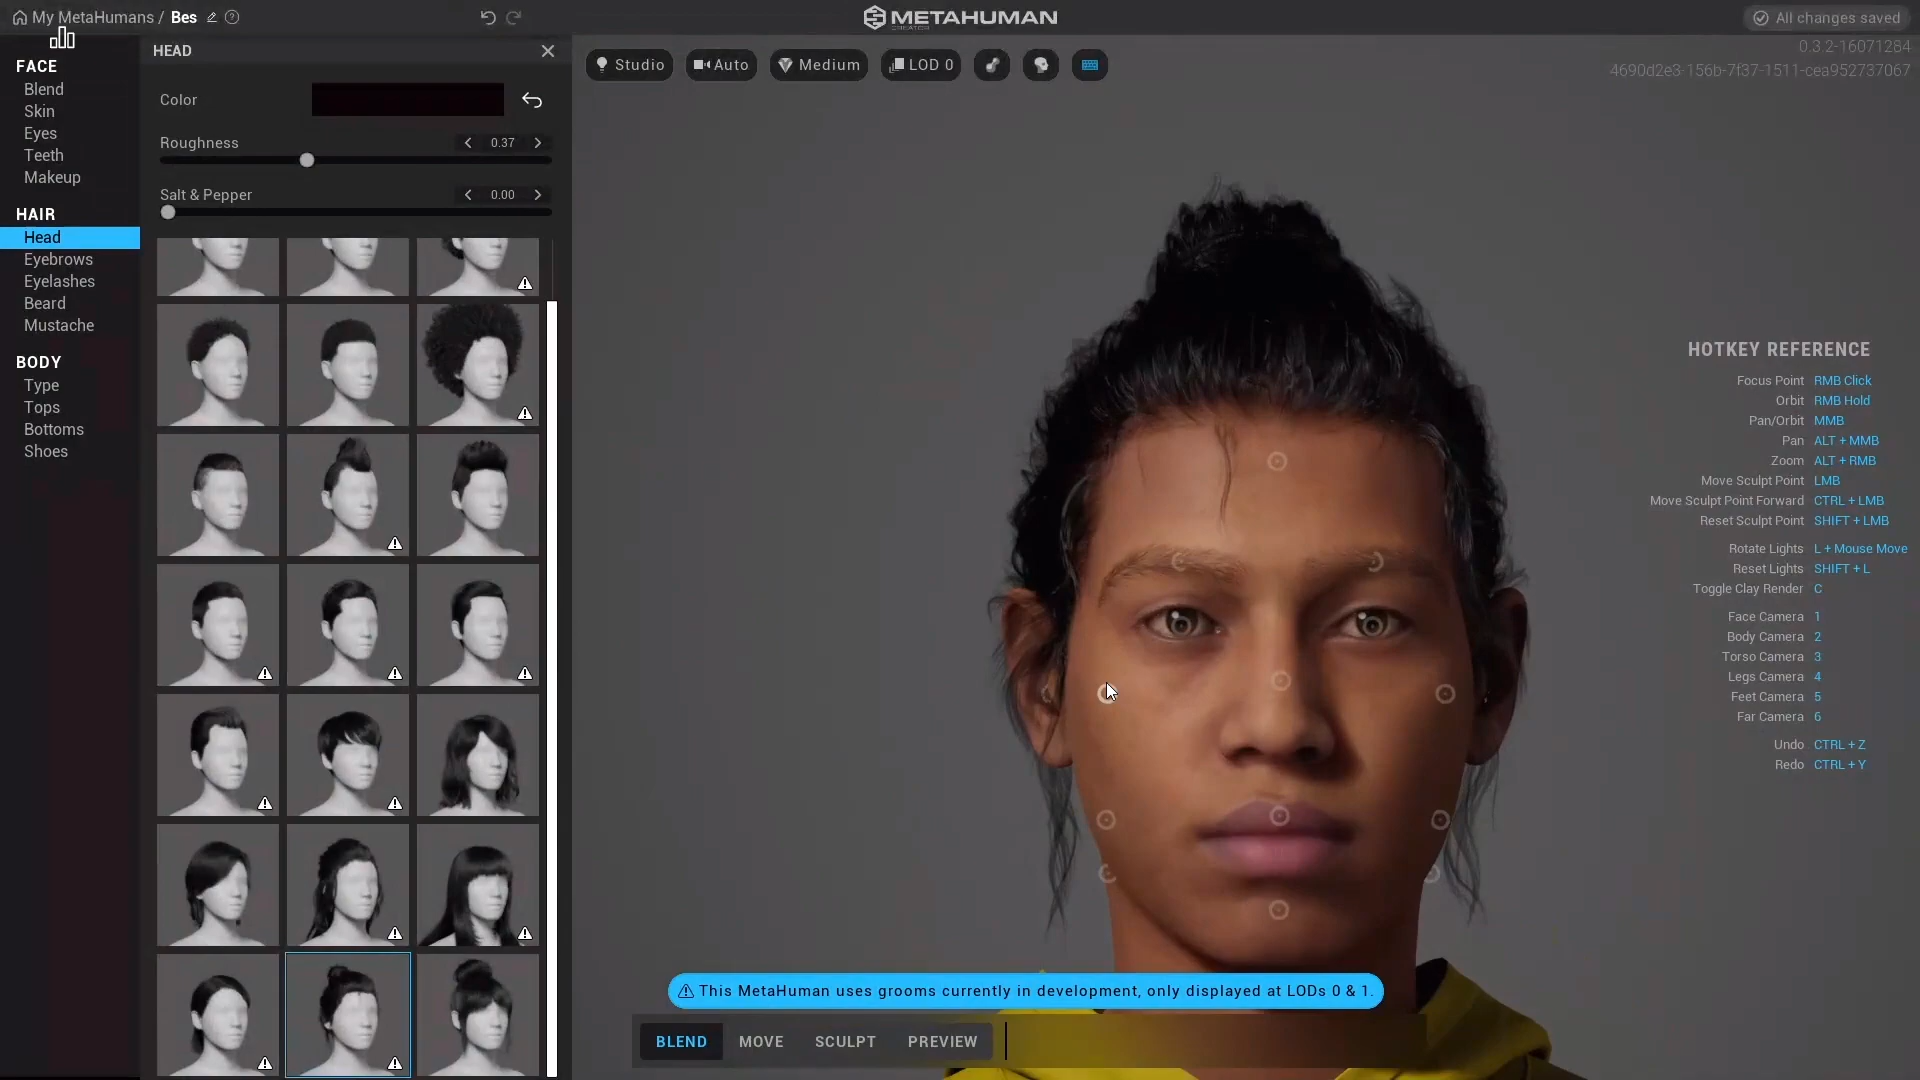 My MetaHumans / Bes
METAHUMAN
CREATOR
All changes saved
0.3.2-16071284
4690d2e3-156b-7f37-1511-cea952737067
FACE
Blend
Skin
Eyes
Teeth
Makeup
HAIR
Head
Eyebrows
Eyelashes
Beard
Mustache
BODY
Type
Tops
Bottoms
Shoes
HEAD
Color
Roughness 0.37
Salt & Pepper 0.00
Studio
Auto
Medium
LOD 0
HOTKEY REFERENCE
Focus Point RMB Click
Orbit RMB Hold
Pan/Orbit MMB
Pan ALT + MMB
Zoom ALT + RMB
Move Sculpt Point LMB
Move Sculpt Point Forward CTRL + LMB
Reset Sculpt Point SHIFT + LMB
Rotate Lights L + Mouse Move
Reset Lights SHIFT + L
Toggle Clay Render C
Face Camera 1
Body Camera 2
Torso Camera 3
Legs Camera 4
Feet Camera 5
Far Camera 6
Undo CTRL + Z
Redo CTRL + Y
This MetaHuman uses grooms currently in development, only displayed at LODs 0 & 1.
BLEND
MOVE
SCULPT
PREVIEW